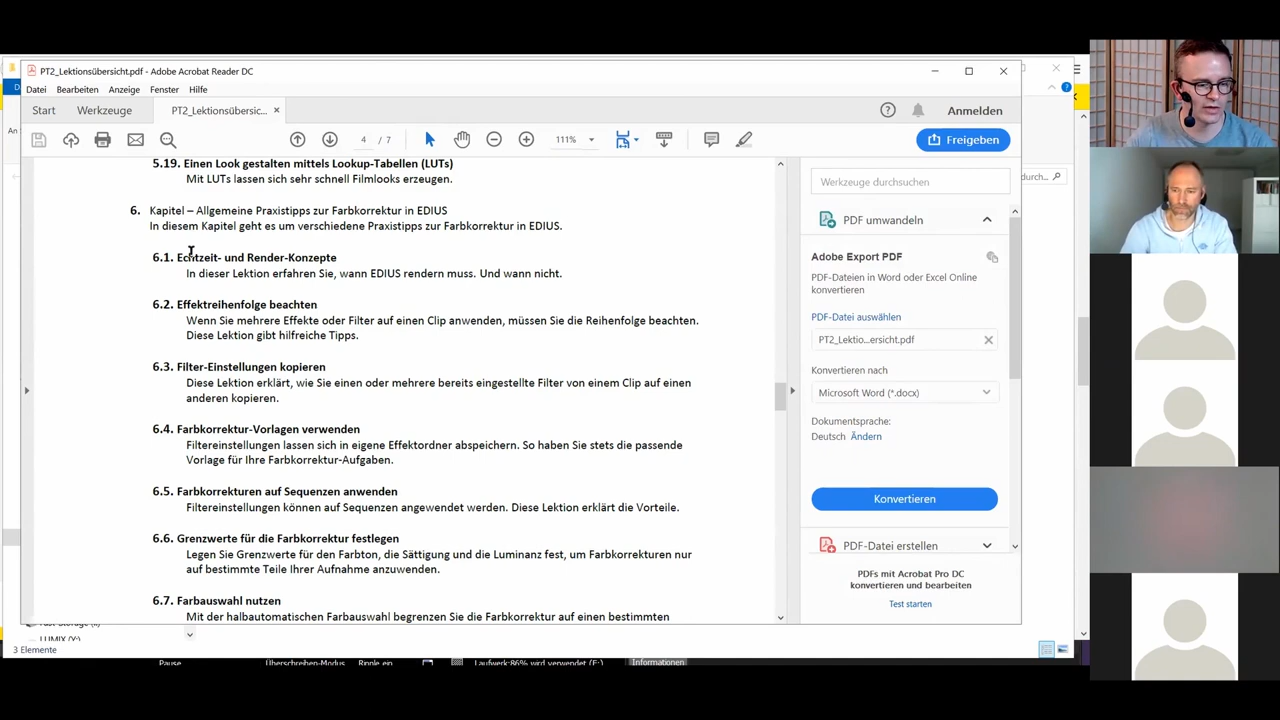 PT2_Lektionsübersicht.pdf - Adobe Acrobat Reader DC
Datei Bearbeiten Anzeige Fenster Hilfe
Start Werkzeuge PT2_Lektionsübersic... × Anmelden
4 / 7 111% Freigeben
5.19. Einen Look gestalten mittels Lookup-Tabellen (LUTs)
Mit LUTs lassen sich sehr schnell Filmlooks erzeugen.
6. Kapitel – Allgemeine Praxistipps zur Farbkorrektur in EDIUS
In diesem Kapitel geht es um verschiedene Praxistipps zur Farbkorrektur in EDIUS.
6.1. Echtzeit- und Render-Konzepte
In dieser Lektion erfahren Sie, wann EDIUS rendern muss. Und wann nicht.
6.2. Effektreihenfolge beachten
Wenn Sie mehrere Effekte oder Filter auf einen Clip anwenden, müssen Sie die Reihenfolge beachten.
Diese Lektion gibt hilfreiche Tipps.
6.3. Filter-Einstellungen kopieren
Diese Lektion erklärt, wie Sie einen oder mehrere bereits eingestellte Filter von einem Clip auf einen
anderen kopieren.
6.4. Farbkorrektur-Vorlagen verwenden
Filtereinstellungen lassen sich in eigene Effektordner abspeichern. So haben Sie stets die passende
Vorlage für Ihre Farbkorrektur-Aufgaben.
6.5. Farbkorrekturen auf Sequenzen anwenden
Filtereinstellungen können auf Sequenzen angewendet werden. Diese Lektion erklärt die Vorteile.
6.6. Grenzwerte für die Farbkorrektur festlegen
Legen Sie Grenzwerte für den Farbton, die Sättigung und die Luminanz fest, um Farbkorrekturen nur
auf bestimmte Teile Ihrer Aufnahme anzuwenden.
6.7. Farbauswahl nutzen
Mit der halbautomatischen Farbauswahl begrenzen Sie die Farbkorrektur auf einen bestimmten
Werkzeuge durchsuchen
PDF umwandeln
Adobe Export PDF
PDF-Dateien in Word oder Excel Online
konvertieren
PDF-Datei auswählen
PT2_Lektio...ersicht.pdf
Konvertieren nach
Microsoft Word (*.docx)
Dokumentsprache:
Deutsch Ändern
Konvertieren
PDF-Datei erstellen
PDFs mit Acrobat Pro DC
konvertieren und bearbeiten
Test starten
An
durch...
LUMIX (Y:)
3 Elemente
Pause Überschreiben-Modus Ripple ein Laufwerk:86% wird verwendet (E:) Informationen